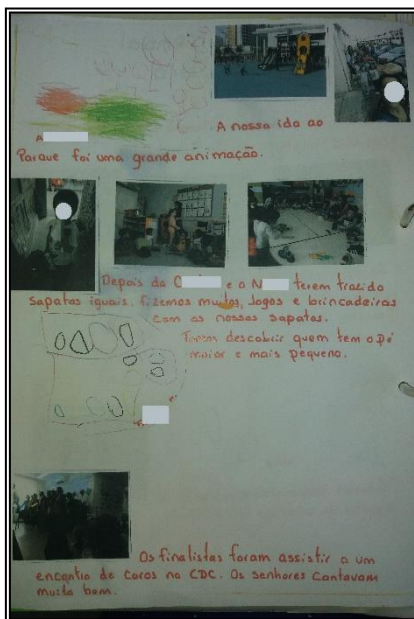 A
A nossa ida ao
Parque foi uma grande animação.
Depois da C e o N terem trazido
sapatos iguais, fizemos muitos, jogos e brincadeiras
com os nossos sapatos.
Foram descobrir quem tem o pé
maior e mais pequeno.
Os finalistas foram assistir a um
encontro de Coros no CDC. Os senhores Cantavam
muito bem.